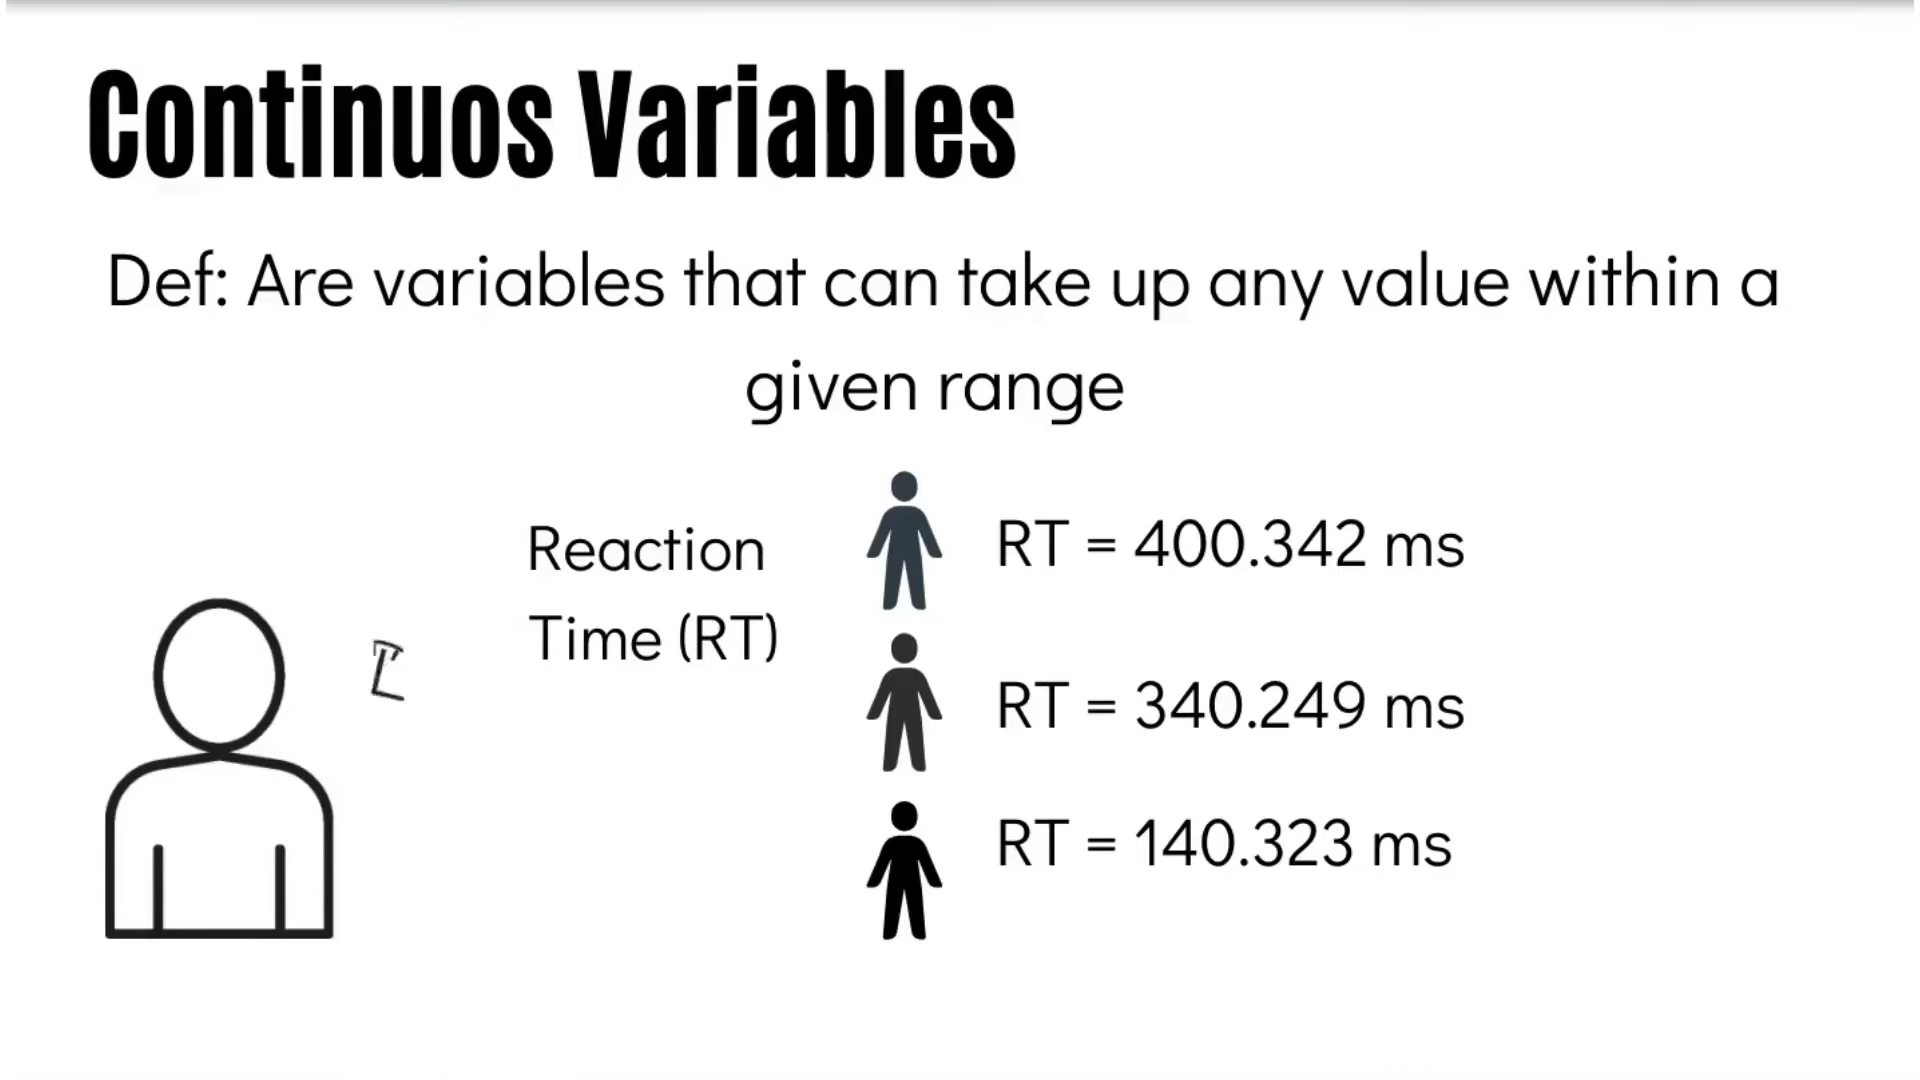 Continuos Variables
Def: Are variables that can take up any value within a
given range
Reaction
Time (RT)
RT = 400.342 ms
RT = 340.249 ms
RT = 140.323 ms